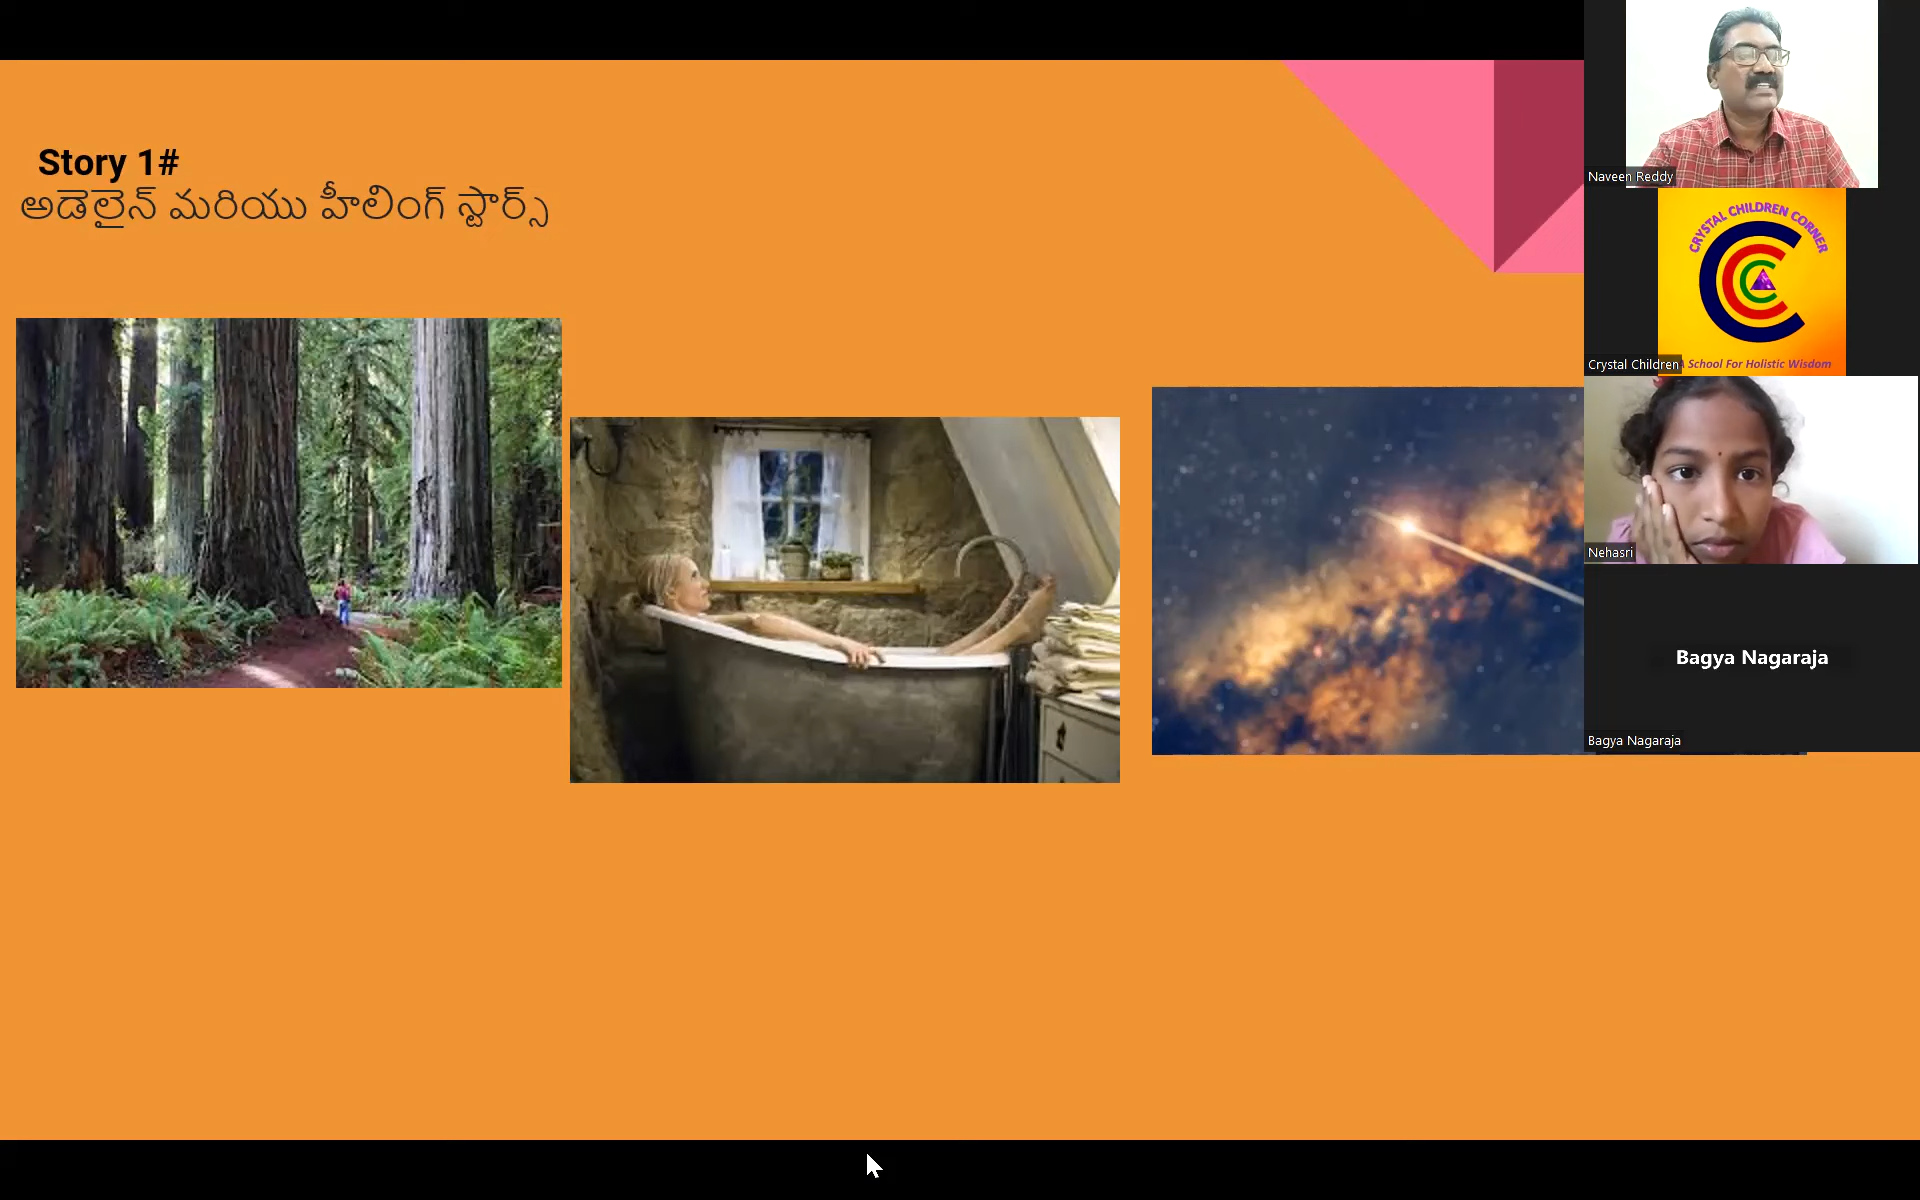 Story 1#
అడెలైన్ మరియు హీలింగ్ స్టార్స్
Naveen Reddy
CRYSTAL CHILDREN CORNER
A School For Holistic Wisdom
Crystal Children
Nehasri
Bagya Nagaraja
Bagya Nagaraja